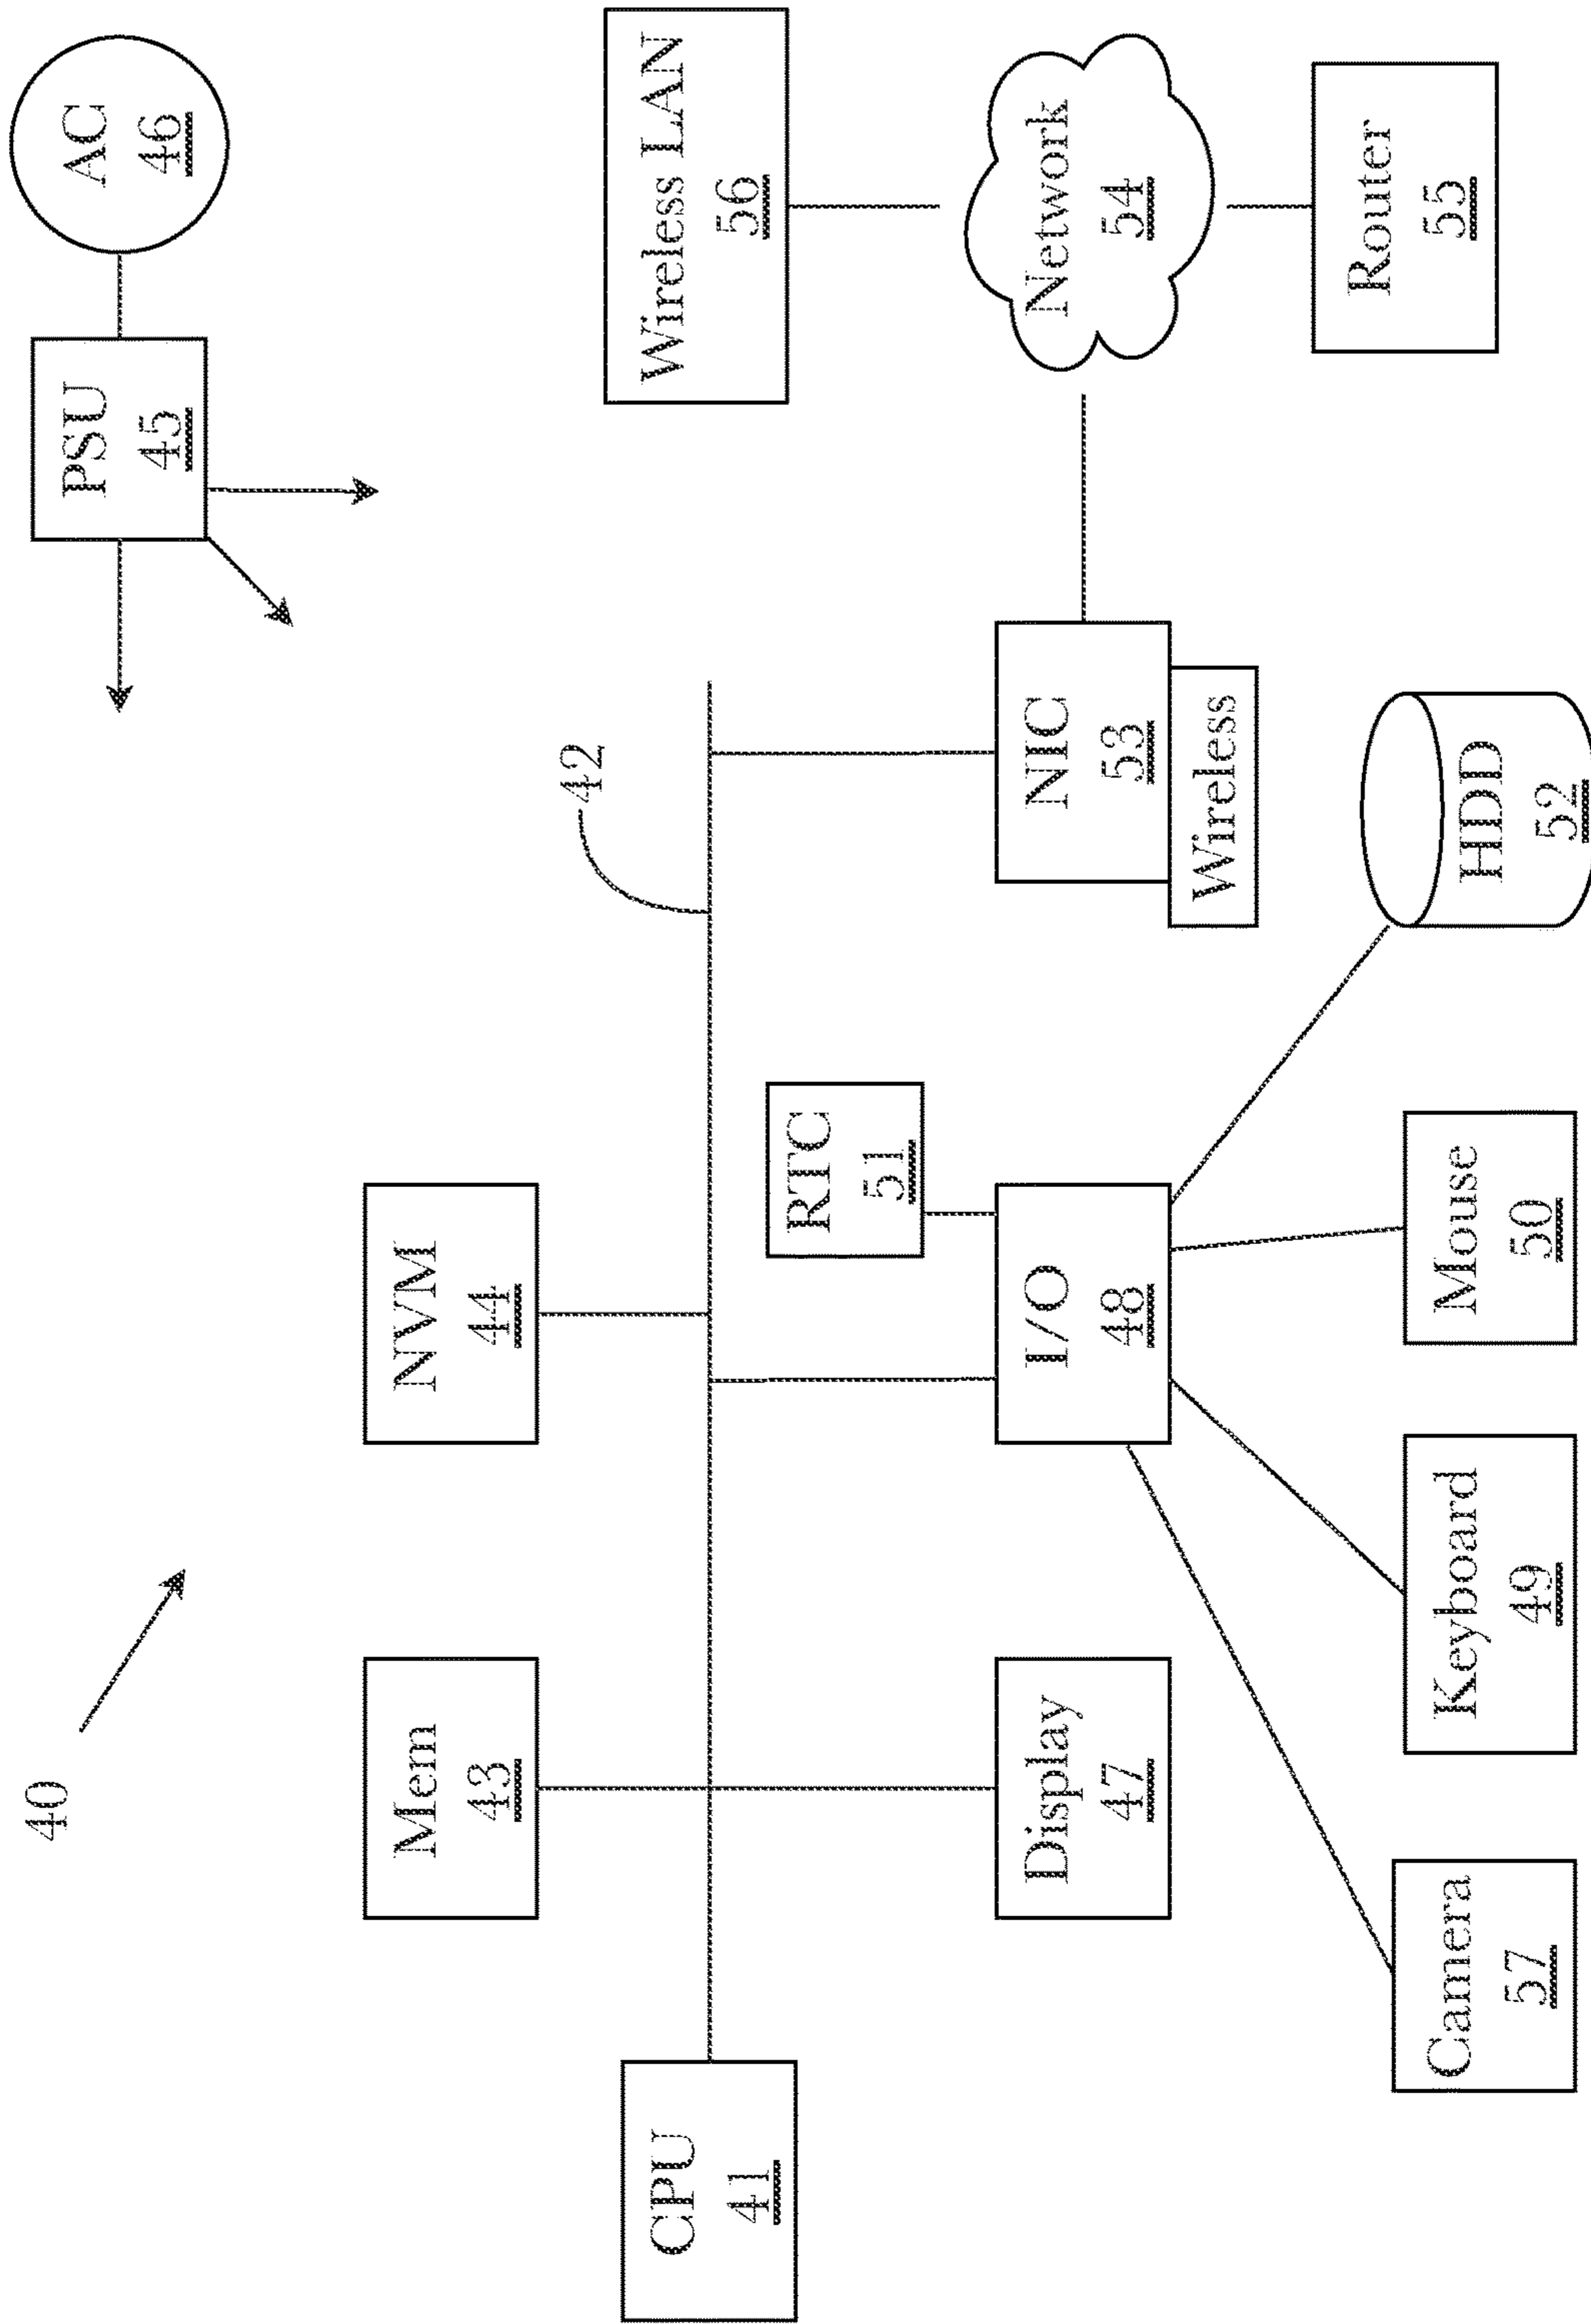 40
CPU
41
Mem
43
NVM
44
42
PSU
45
AC
46
Display
47
I/O
48
RTC
51
NIC
53
Wireless
Wireless LAN
56
Network
54
Router
55
Camera
57
Keyboard
49
Mouse
50
HDD
52